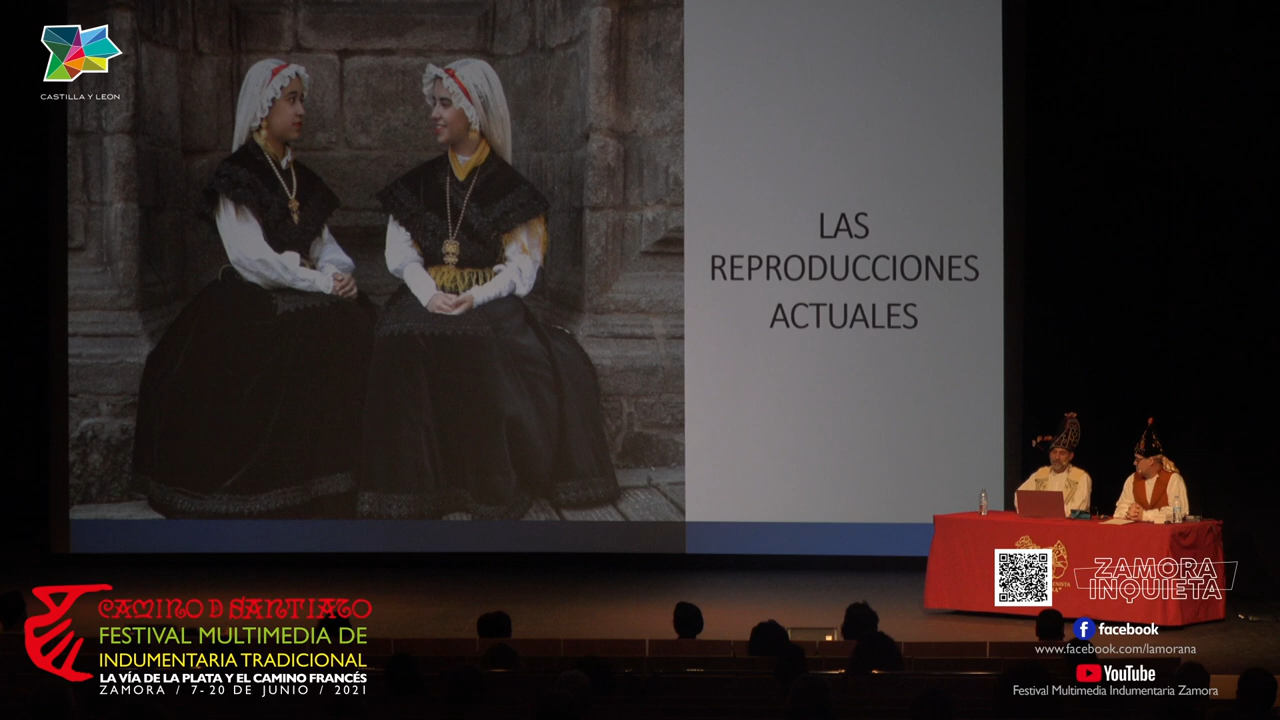 CASTILLA Y LEON
LAS
REPRODUCCIONES
ACTUALES
ZAMORA
INQUIETA
CAMINO D SANTIAGO
FESTIVAL MULTIMEDIA DE
INDUMENTARIA TRADICIONAL
LA VÍA DE LA PLATA Y EL CAMINO FRANCÉS
ZAMORA / 7-20 DE JUNIO / 2021
facebook
www.facebook.com/lamorana
YouTube
Festival Multimedia Indumentaria Zamora